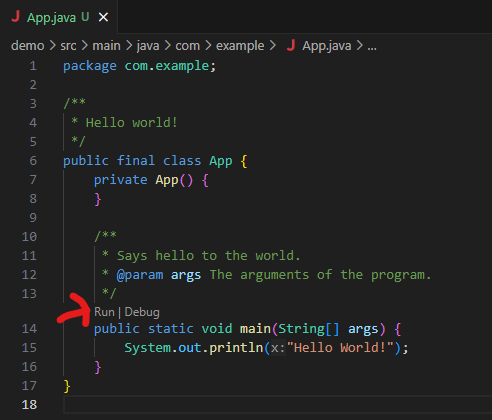 J App.java U ×
demo > src > main > java > com > example > J App.java > ...
1 package com.example;
2
3 /**
4 * Hello world!
5 */
6 public final class App {
7 private App() {
8 }
9
10 /**
11 * Says hello to the world.
12 * @param args The arguments of the program.
13 */
Run | Debug
14 public static void main(String[] args) {
15 System.out.println(x:"Hello World!");
16 }
17 }
18